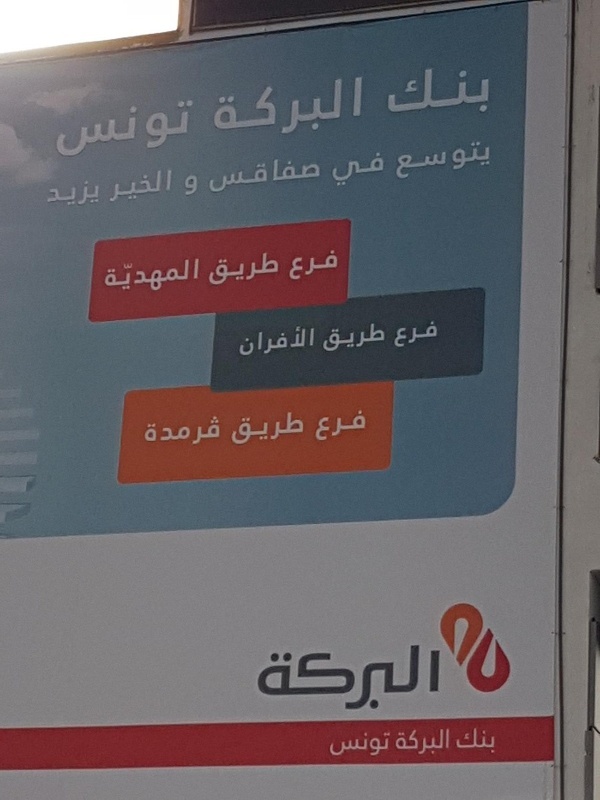 بنك البركة تونس
يتوسع في صفاقس و الخير يزيد
فرع طريق المهديّة
فرع طريق الأفران
فرع طريق ڨرمدة
البركة
بنك البركة تونس